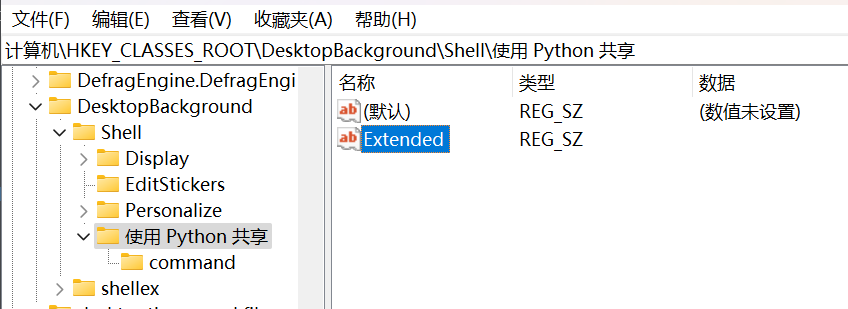 文件(F) 编辑(E) 查看(V) 收藏夹(A) 帮助(H)
计算机\HKEY_CLASSES_ROOT\DesktopBackground\Shell\使用 Python 共享
DefragEngine.DefragEngi
DesktopBackground
Shell
Display
EditStickers
Personalize
使用 Python 共享
command
shellex
名称 类型 数据
ab (默认) REG_SZ (数值未设置)
ab Extended REG_SZ